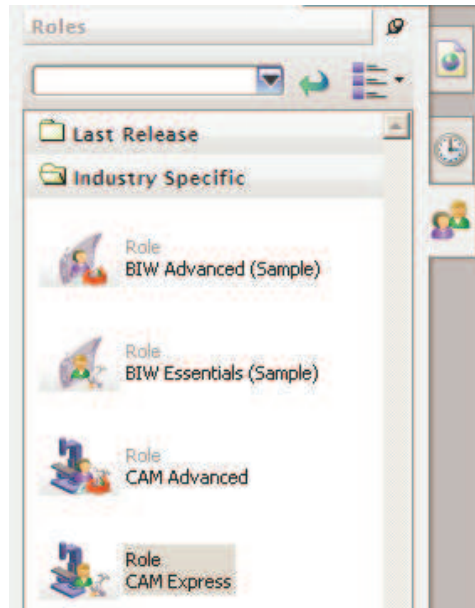 Roles
Last Release
Industry Specific
Role
BIW Advanced (Sample)
Role
BIW Essentials (Sample)
Role
CAM Advanced
Role
CAM Express